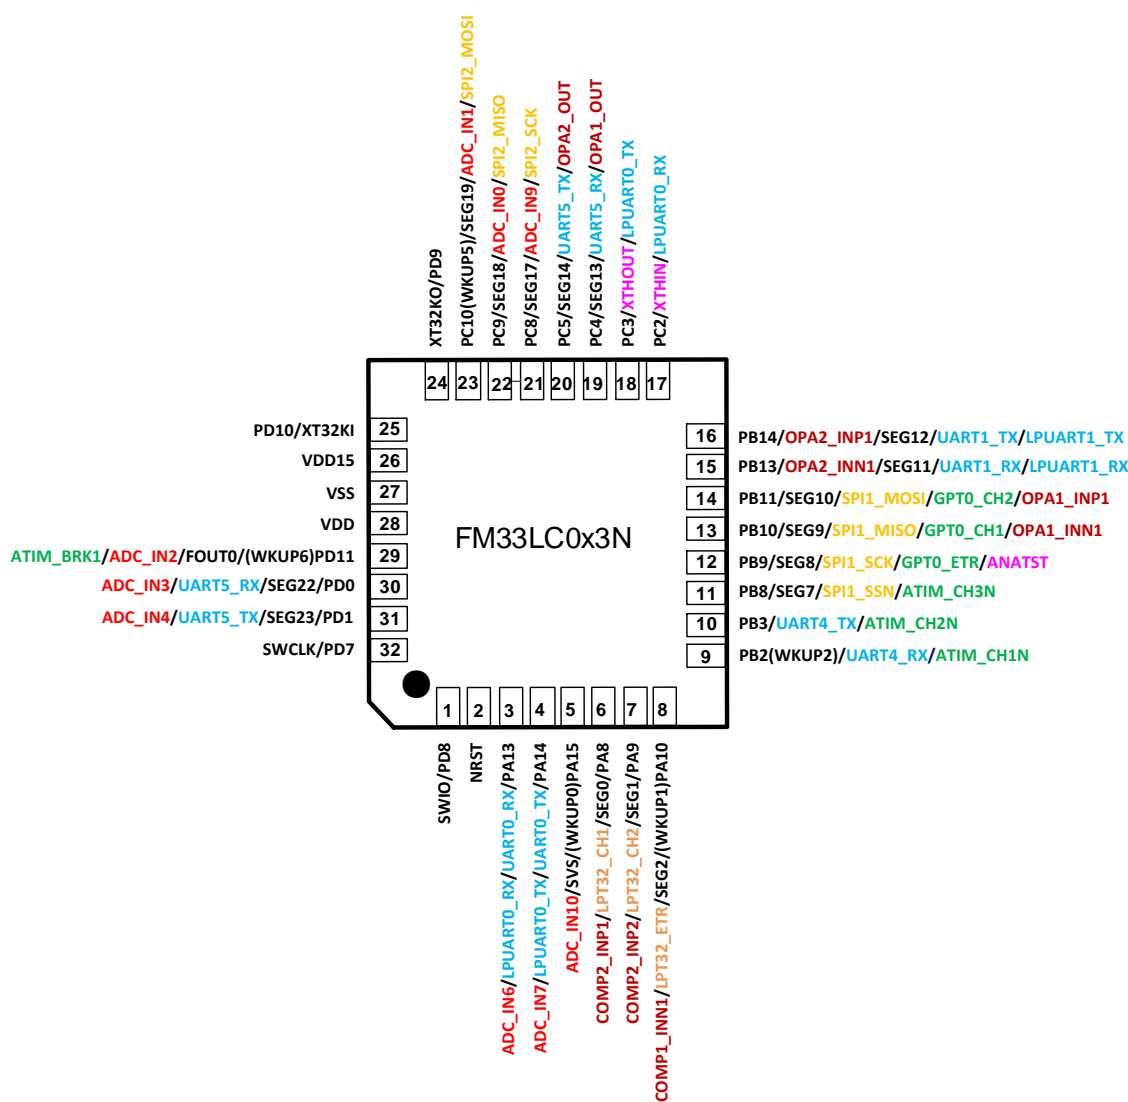 XT32KO/PD9
PC10(WKUP5)/SEG19/ADC_IN1/SPI2_MOSI
PC9/SEG18/ADC_IN0/SPI2_MISO
PC8/SEG17/ADC_IN9/SPI2_SCK
PC5/SEG14/UART5_TX/OPA2_OUT
PC4/SEG13/UART5_RX/OPA1_OUT
PC3/XTHOUT/LPUART0_TX
PC2/XTHIN/LPUART0_RX
24 23 22 21 20 19 18 17
PD10/XT32KI 25
VDD15 26
VSS 27
VDD 28
ATIM_BRK1/ADC_IN2/FOUT0/(WKUP6)PD11 29
ADC_IN3/UART5_RX/SEG22/PD0 30
ADC_IN4/UART5_TX/SEG23/PD1 31
SWCLK/PD7 32
FM33LC0x3N
16 PB14/OPA2_INP1/SEG12/UART1_TX/LPUART1_TX
15 PB13/OPA2_INN1/SEG11/UART1_RX/LPUART1_RX
14 PB11/SEG10/SPI1_MOSI/GPT0_CH2/OPA1_INP1
13 PB10/SEG9/SPI1_MISO/GPT0_CH1/OPA1_INN1
12 PB9/SEG8/SPI1_SCK/GPT0_ETR/ANATST
11 PB8/SEG7/SPI1_SSN/ATIM_CH3N
10 PB3/UART4_TX/ATIM_CH2N
9 PB2(WKUP2)/UART4_RX/ATIM_CH1N
1 2 3 4 5 6 7 8
SWIO/PD8
NRST
ADC_IN6/LPUART0_RX/UART0_RX/PA13
ADC_IN7/LPUART0_TX/UART0_TX/PA14
ADC_IN10/SVS/(WKUP0)PA15
COMP2_INP1/LPT32_CH1/SEG0/PA8
COMP2_INP2/LPT32_CH2/SEG1/PA9
COMP1_INN1/LPT32_ETR/SEG2/(WKUP1)PA10